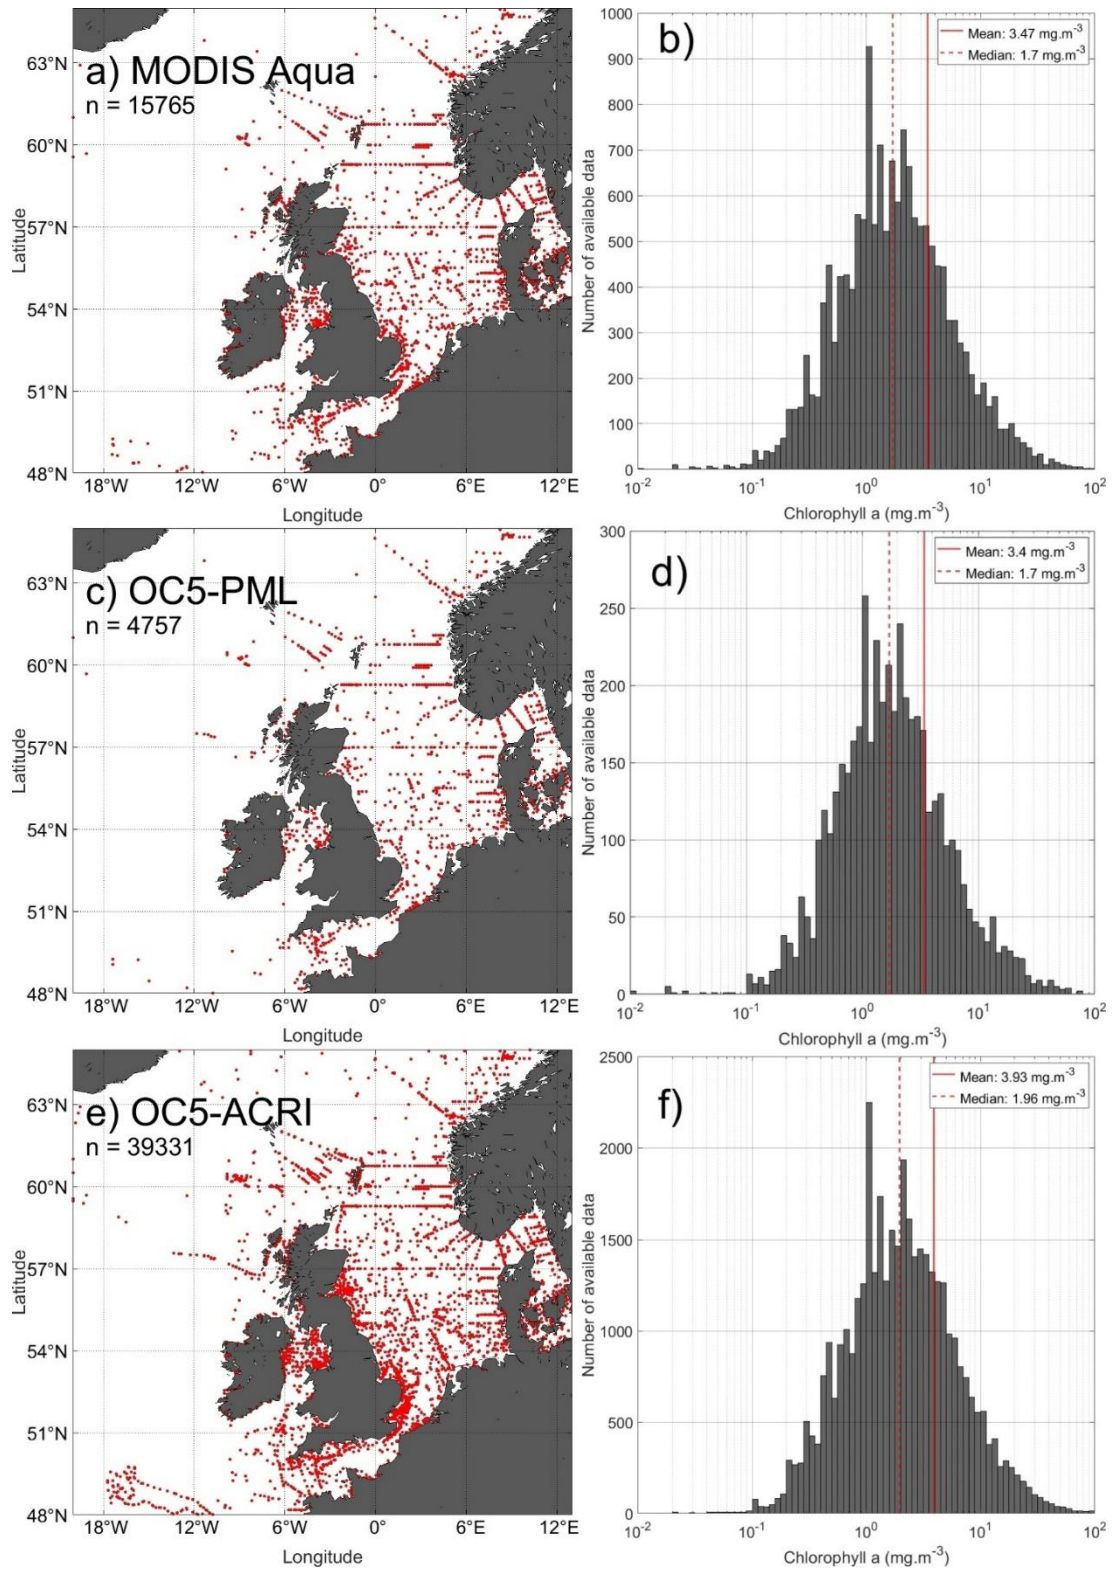 a) MODIS Aqua
n = 15765
63°N
60°N
57°N
54°N
51°N
48°N
Latitude
18°W
12°W
6°W
0°
6°E
12°E
Longitude
b)
Mean: 3.47 mg.m⁻³
Median: 1.7 mg.m⁻³
1000
900
800
700
600
500
400
300
200
100
0
Number of available data
10⁻²
10⁻¹
10⁰
10¹
10²
Chlorophyll a (mg.m⁻³)
c) OC5-PML
n = 4757
63°N
60°N
57°N
54°N
51°N
48°N
Latitude
18°W
12°W
6°W
0°
6°E
12°E
Longitude
d)
Mean: 3.4 mg.m⁻³
Median: 1.7 mg.m⁻³
300
250
200
150
100
50
0
Number of available data
10⁻²
10⁻¹
10⁰
10¹
10²
Chlorophyll a (mg.m⁻³)
e) OC5-ACRI
n = 39331
63°N
60°N
57°N
54°N
51°N
48°N
Latitude
18°W
12°W
6°W
0°
6°E
12°E
Longitude
f)
Mean: 3.93 mg.m⁻³
Median: 1.96 mg.m⁻³
2500
2000
1500
1000
500
0
Number of available data
10⁻²
10⁻¹
10⁰
10¹
10²
Chlorophyll a (mg.m⁻³)